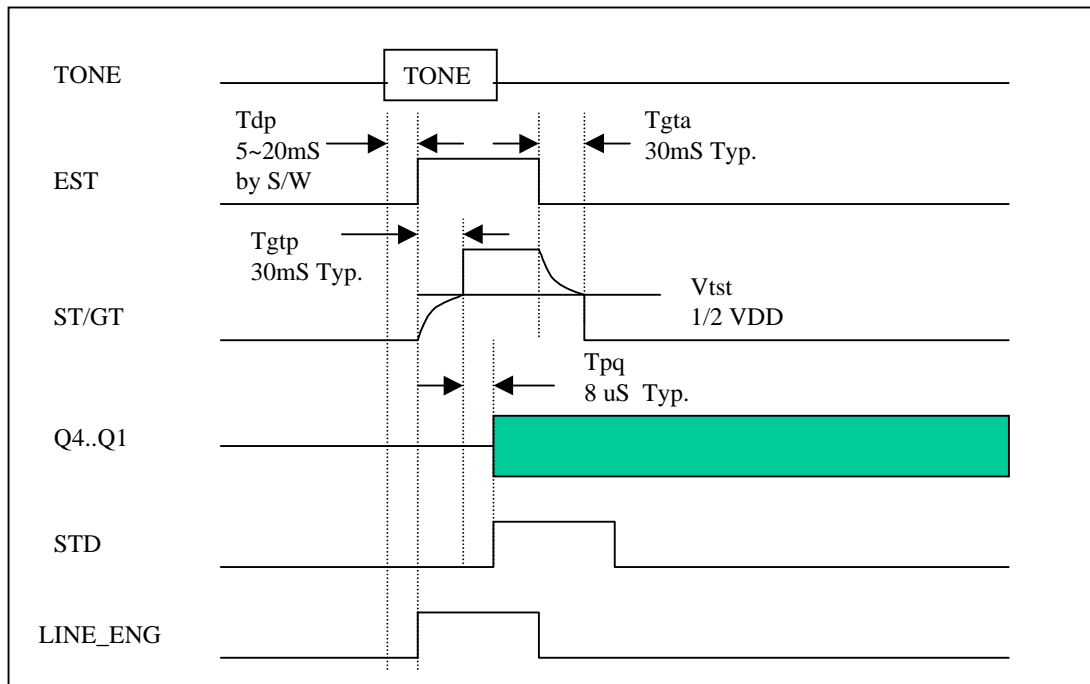 TONE
TONE
Tdp
5~20mS
by S/W
Tgta
30mS Typ.
EST
Tgtp
30mS Typ.
Vtst
1/2 VDD
ST/GT
Tpq
8 uS Typ.
Q4..Q1
STD
LINE_ENG